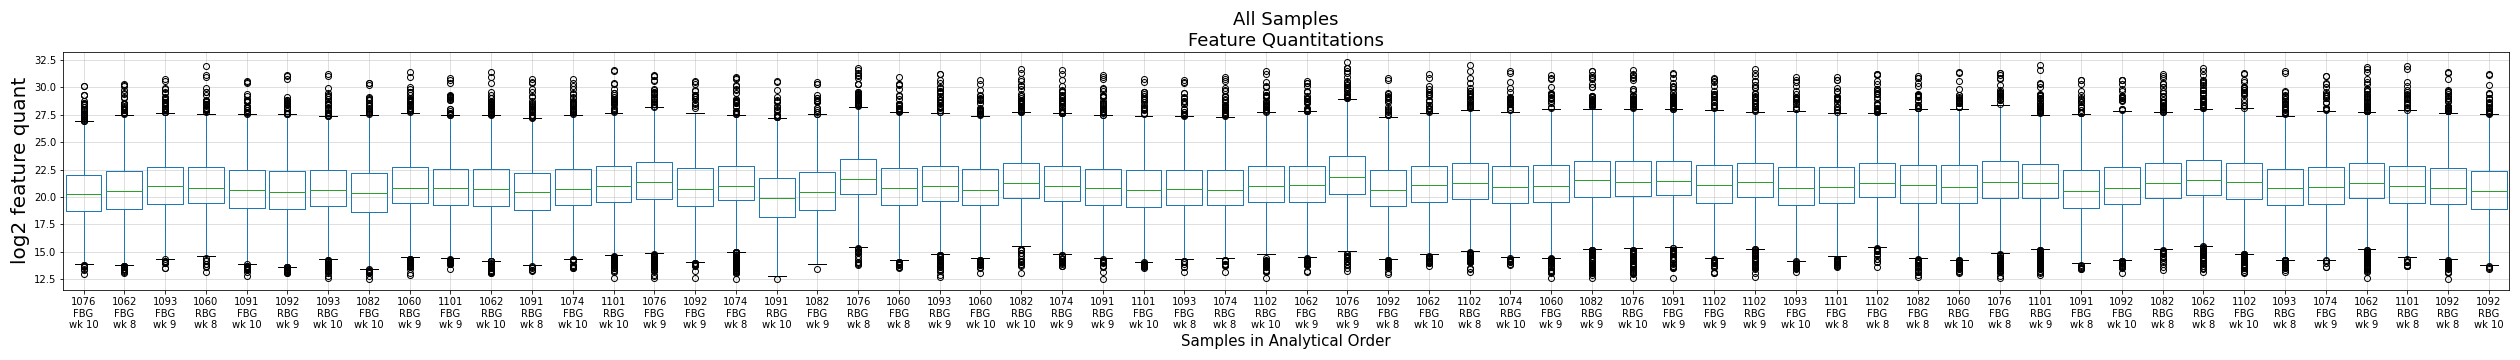 All Samples
Feature Quantitations
log2 feature quant
32.5
30.0
27.5
25.0
22.5
20.0
17.5
15.0
12.5
1076 1062 1093 1060 1091 1092 1093 1082 1060 1101 1062 1091 1074 1101 1076 1092 1074 1091 1082 1076 1060 1093 1060 1082 1074 1091 1101 1093 1074 1102 1062 1076 1092 1062 1102 1074 1060 1082 1076 1091 1102 1102 1093 1101 1102 1082 1060 1076 1101 1091 1092 1082 1062 1102 1093 1074 1062 1101 1092 1092
FBG FBG FBG RBG FBG RBG RBG FBG RBG FBG RBG RBG FBG RBG FBG FBG RBG RBG FBG RBG FBG RBG RBG RBG RBG RBG FBG FBG FBG RBG FBG RBG FBG FBG RBG RBG FBG RBG RBG FBG FBG RBG FBG FBG FBG FBG FBG FBG RBG FBG FBG RBG RBG FBG RBG FBG RBG RBG RBG RBG
wk 10 wk 8 wk 9 wk 8 wk 10 wk 9 wk 10 wk 10 wk 9 wk 9 wk 10 wk 8 wk 10 wk 10 wk 9 wk 9 wk 8 wk 10 wk 9 wk 8 wk 9 wk 9 wk 10 wk 10 wk 9 wk 9 wk 10 wk 8 wk 8 wk 10 wk 9 wk 9 wk 8 wk 10 wk 8 wk 10 wk 8 wk 9 wk 10 wk 9 wk 9 wk 9 wk 10 wk 8 wk 8 wk 8 wk 10 wk 8 wk 9 wk 8 wk 10 wk 8 wk 8 wk 10 wk 8 wk 9 wk 9 wk 8 wk 8 wk 10
Samples in Analytical Order